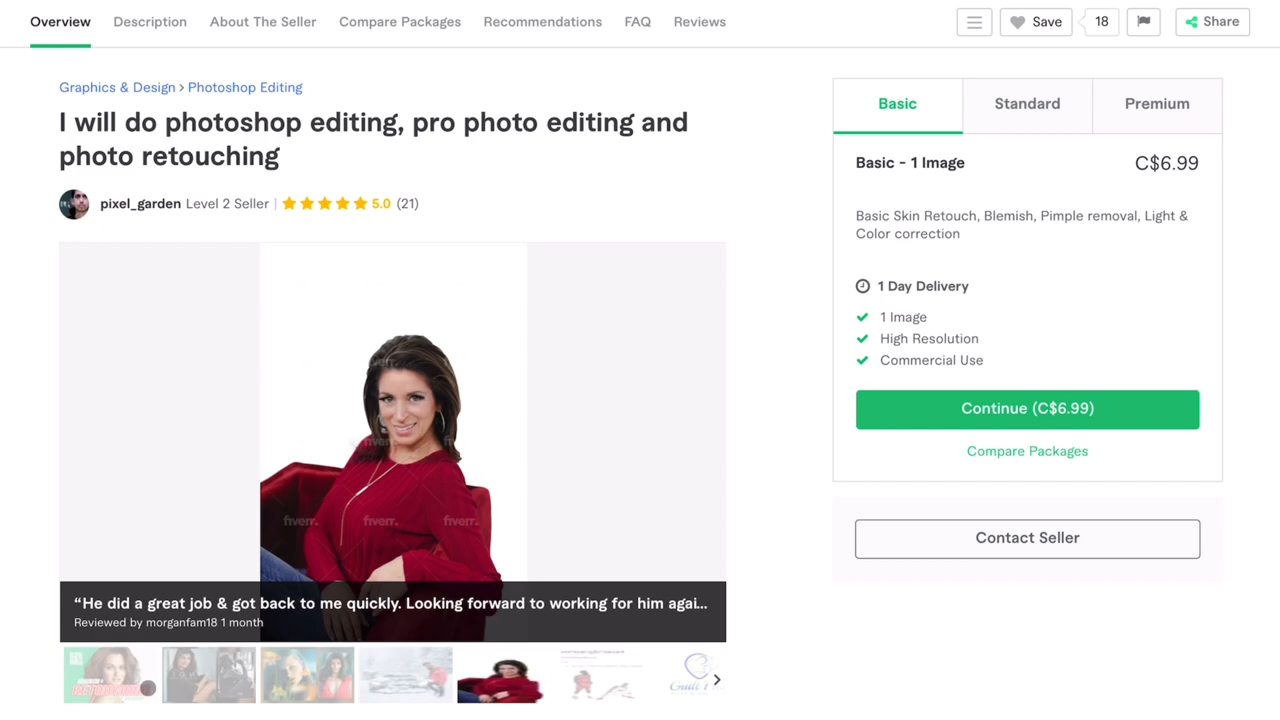 Overview Description About The Seller Compare Packages Recommendations FAQ Reviews
Save 18 Share
Graphics & Design › Photoshop Editing
I will do photoshop editing, pro photo editing and
photo retouching
pixel_garden Level 2 Seller | 5.0 (21)
fiverr.
fiverr. fiverr. fiverr.
“He did a great job & got back to me quickly. Looking forward to working for him agai...
Reviewed by morganfam18 1 month
Basic Standard Premium
Basic - 1 Image C$6.99
Basic Skin Retouch, Blemish, Pimple removal, Light &
Color correction
1 Day Delivery
1 Image
High Resolution
Commercial Use
Continue (C$6.99)
Compare Packages
Contact Seller